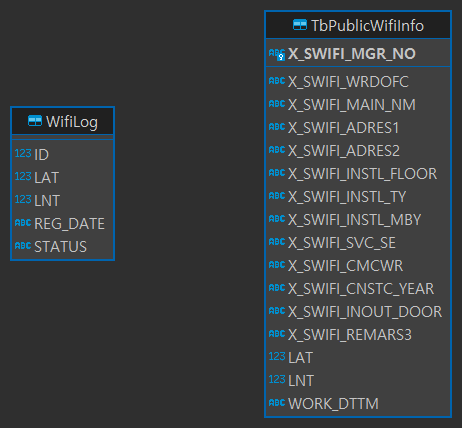 WifiLog
123 ID
123 LAT
123 LNT
ABC REG_DATE
ABC STATUS
TbPublicWifiInfo
ABC X_SWIFI_MGR_NO
ABC X_SWIFI_WRDOFC
ABC X_SWIFI_MAIN_NM
ABC X_SWIFI_ADRES1
ABC X_SWIFI_ADRES2
ABC X_SWIFI_INSTL_FLOOR
ABC X_SWIFI_INSTL_TY
ABC X_SWIFI_INSTL_MBY
ABC X_SWIFI_SVC_SE
ABC X_SWIFI_CMCWR
ABC X_SWIFI_CNSTC_YEAR
ABC X_SWIFI_INOUT_DOOR
ABC X_SWIFI_REMARS3
123 LAT
123 LNT
ABC WORK_DTTM